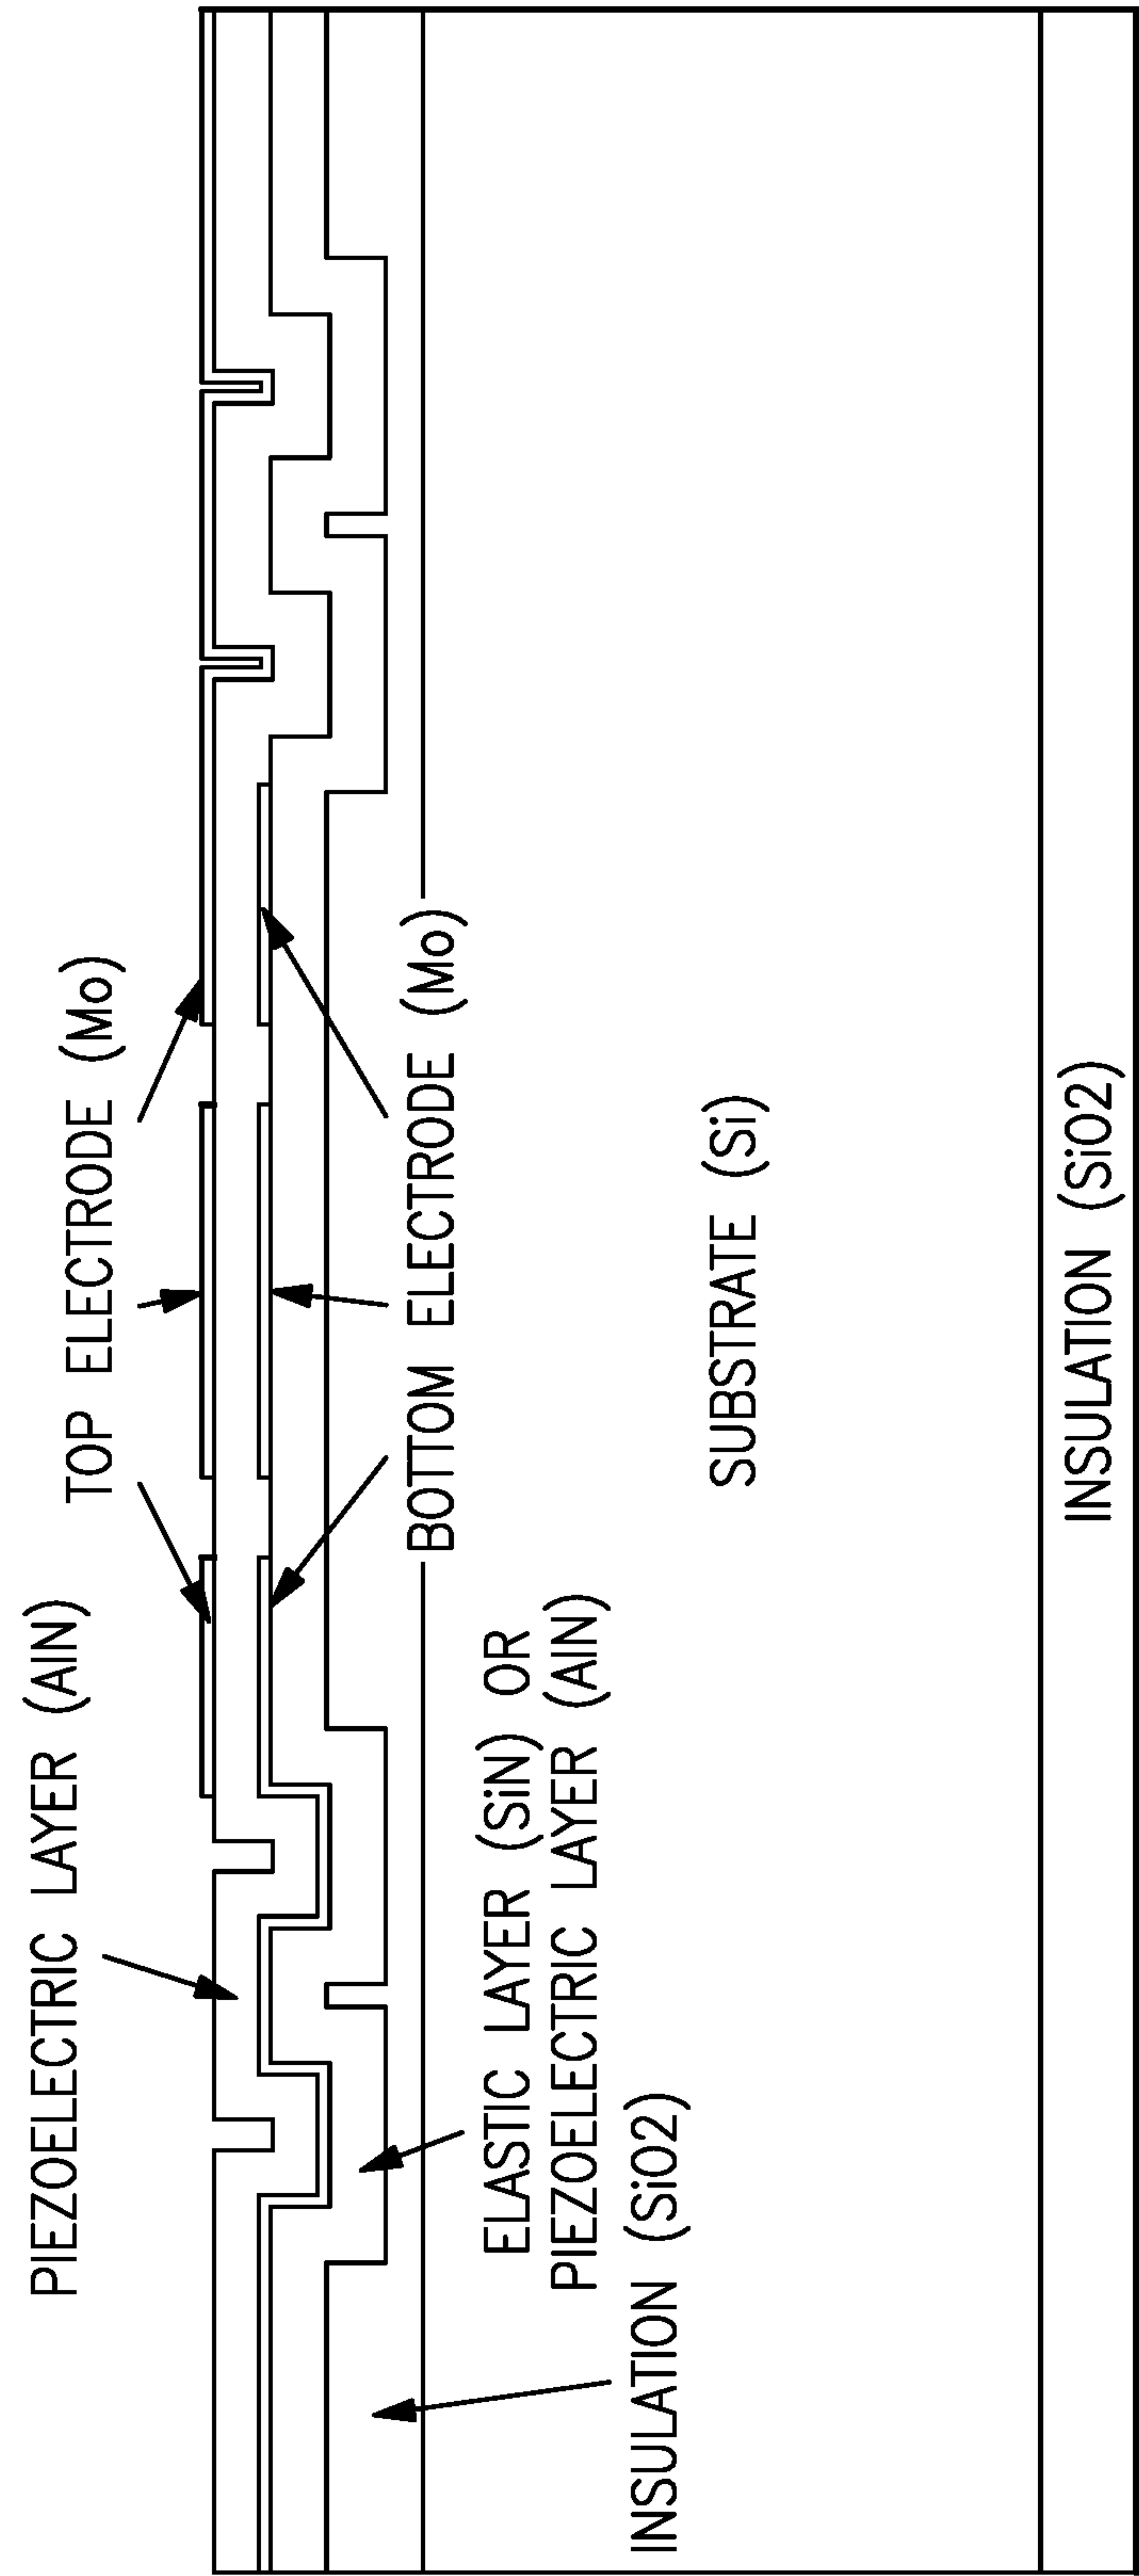 PIEZOELECTRIC LAYER (AlN)
TOP ELECTRODE (Mo)
BOTTOM ELECTRODE (Mo)
ELASTIC LAYER (SiN) OR
PIEZOELECTRIC LAYER (AlN)
INSULATION (SiO2)
SUBSTRATE (Si)
INSULATION (SiO2)